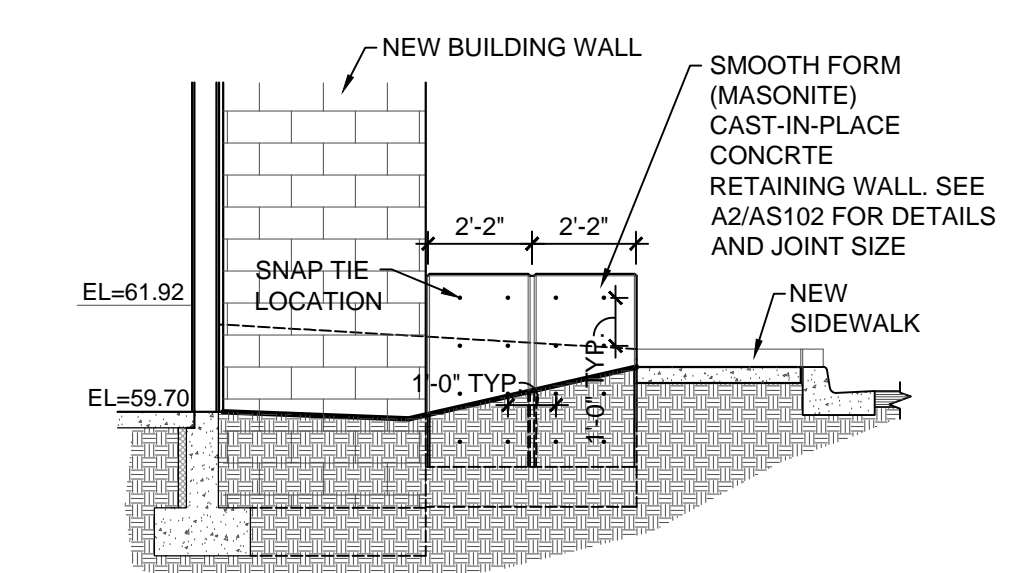 NEW BUILDING WALL
SMOOTH FORM
(MASONITE)
CAST-IN-PLACE
CONCRTE
RETAINING WALL. SEE
A2/AS102 FOR DETAILS
AND JOINT SIZE
2'-2"
2'-2"
SNAP TIE
LOCATION
EL=61.92
NEW
SIDEWALK
1'-0" TYP.
1'-0" TYP.
EL=59.70